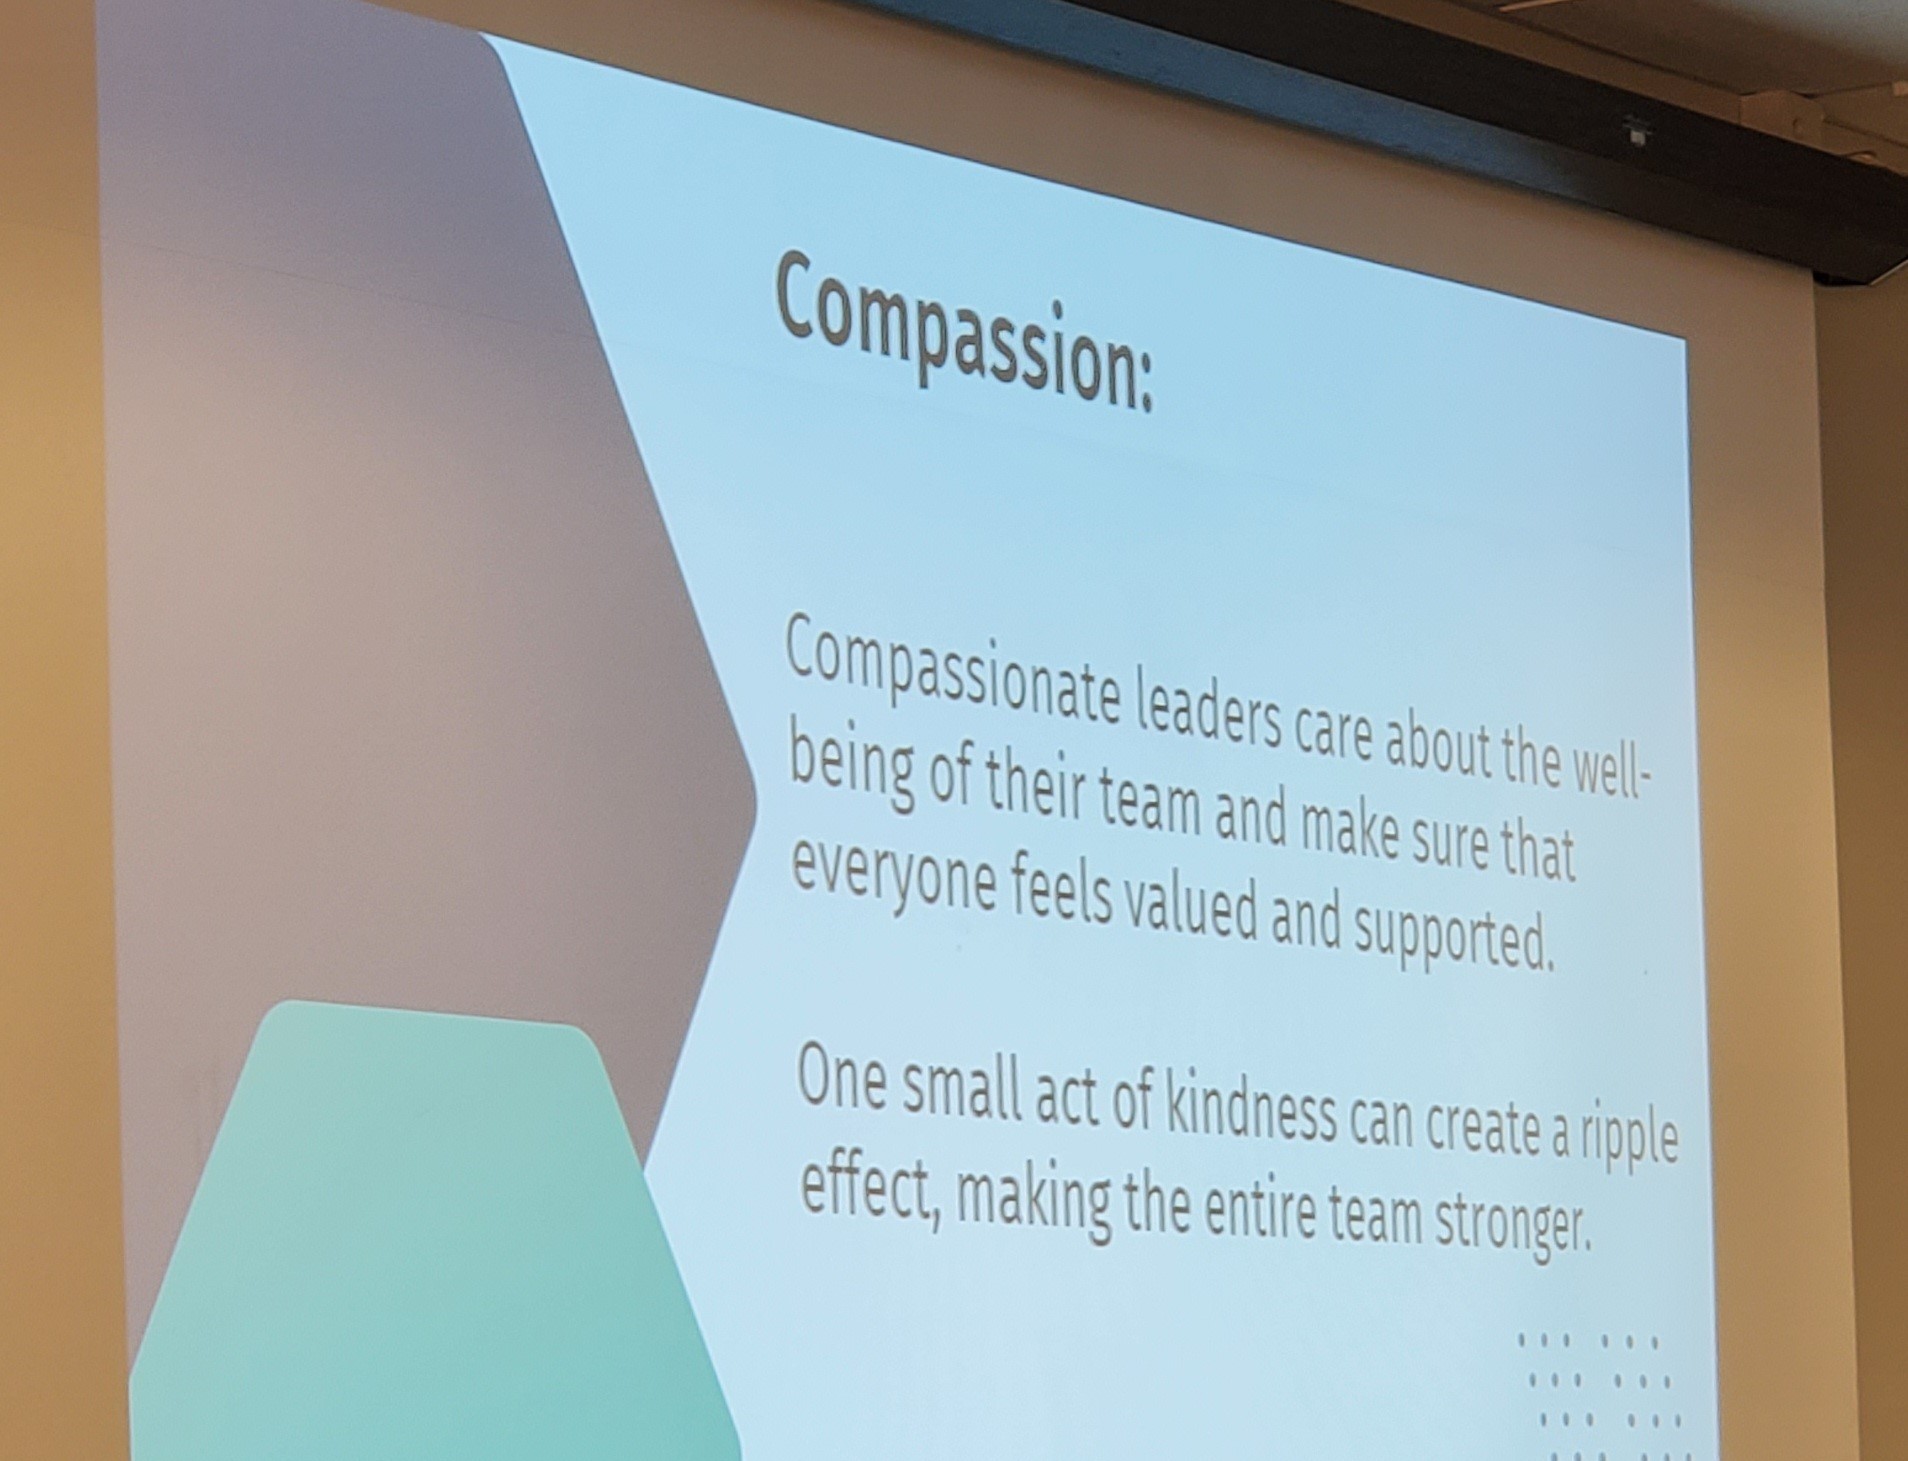 Compassion:
Compassionate leaders care about the well-
being of their team and make sure that
everyone feels valued and supported.
One small act of kindness can create a ripple
effect, making the entire team stronger.